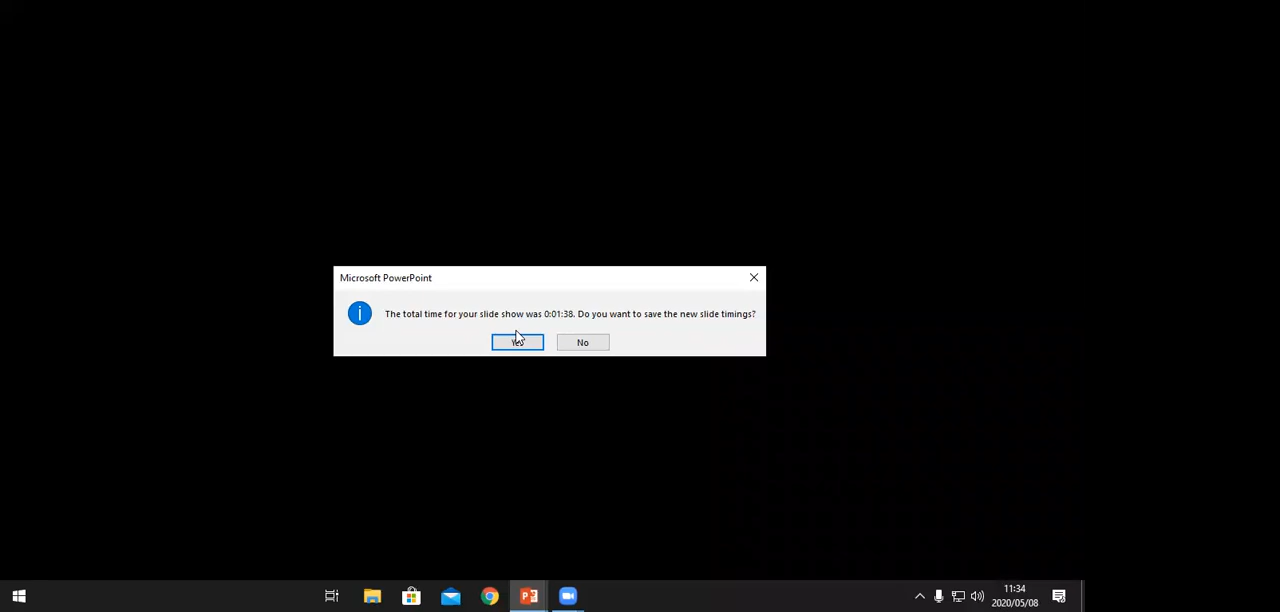 Microsoft PowerPoint
The total time for your slide show was 0:01:38. Do you want to save the new slide timings?
Yes
No
11:34
2020/05/08